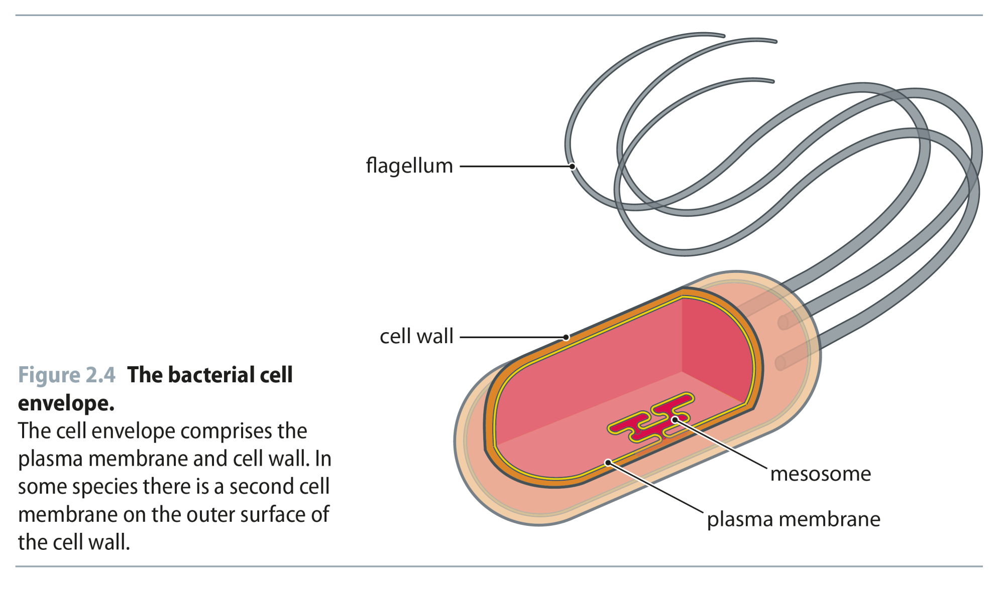 flagellum
cell wall
mesosome
plasma membrane
Figure 2.4 The bacterial cell
envelope.
The cell envelope comprises the
plasma membrane and cell wall. In
some species there is a second cell
membrane on the outer surface of
the cell wall.